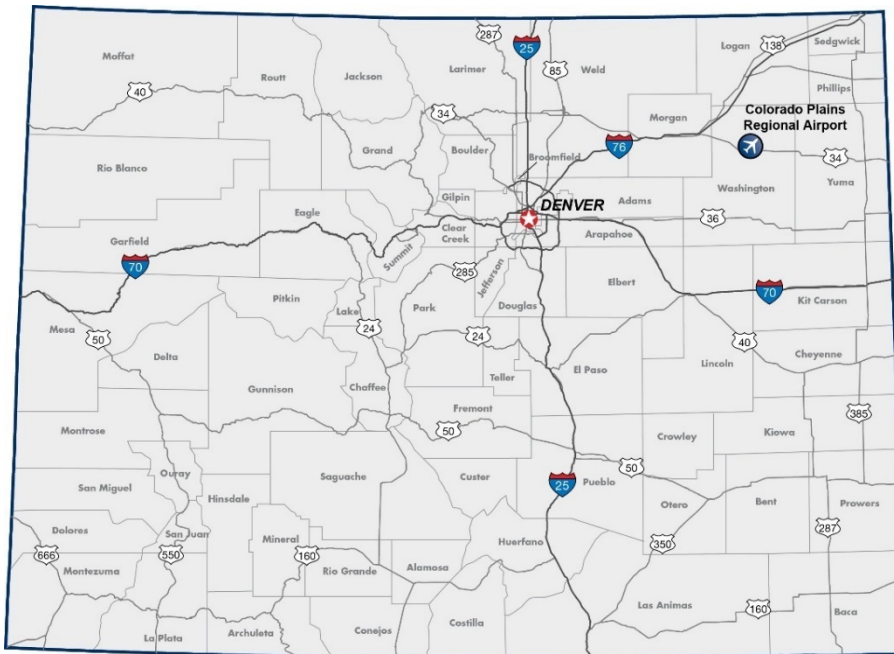 287
25
138
Sedgwick
Logan
Moffat
Routt
Jackson
Larimer
85
Weld
Phillips
40
34
Morgan
Colorado Plains
Regional Airport
Grand
Boulder
Broomfield
76
34
Rio Blanco
Washington
Yuma
Gilpin
DENVER
Adams
36
Eagle
Clear
Creek
Arapahoe
Garfield
Summit
70
285
Jefferson
Elbert
70
Kit Carson
Pitkin
Lake
Park
Douglas
Mesa
50
24
24
40
Delta
Cheyenne
Lincoln
Teller
El Paso
Gunnison
Chaffee
Fremont
385
Montrose
50
Crowley
Kiowa
Ouray
Saguache
Custer
50
San Miguel
Hinsdale
25
Pueblo
Otero
Bent
Prowers
Dolores
San Juan
Mineral
Huerfano
350
287
666
550
160
Montezuma
Rio Grande
Alamosa
Las Animas
160
Baca
Costilla
La Plata
Archuleta
Conejos